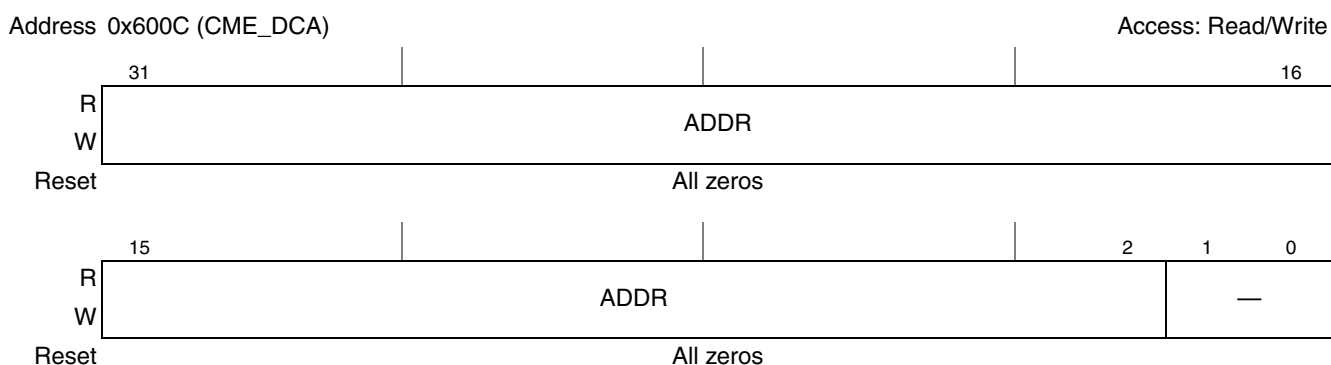 Address 0x600C (CME_DCA) Access: Read/Write
31 16
R
ADDR
W
Reset All zeros
15 2 1 0
R
ADDR —
W
Reset All zeros